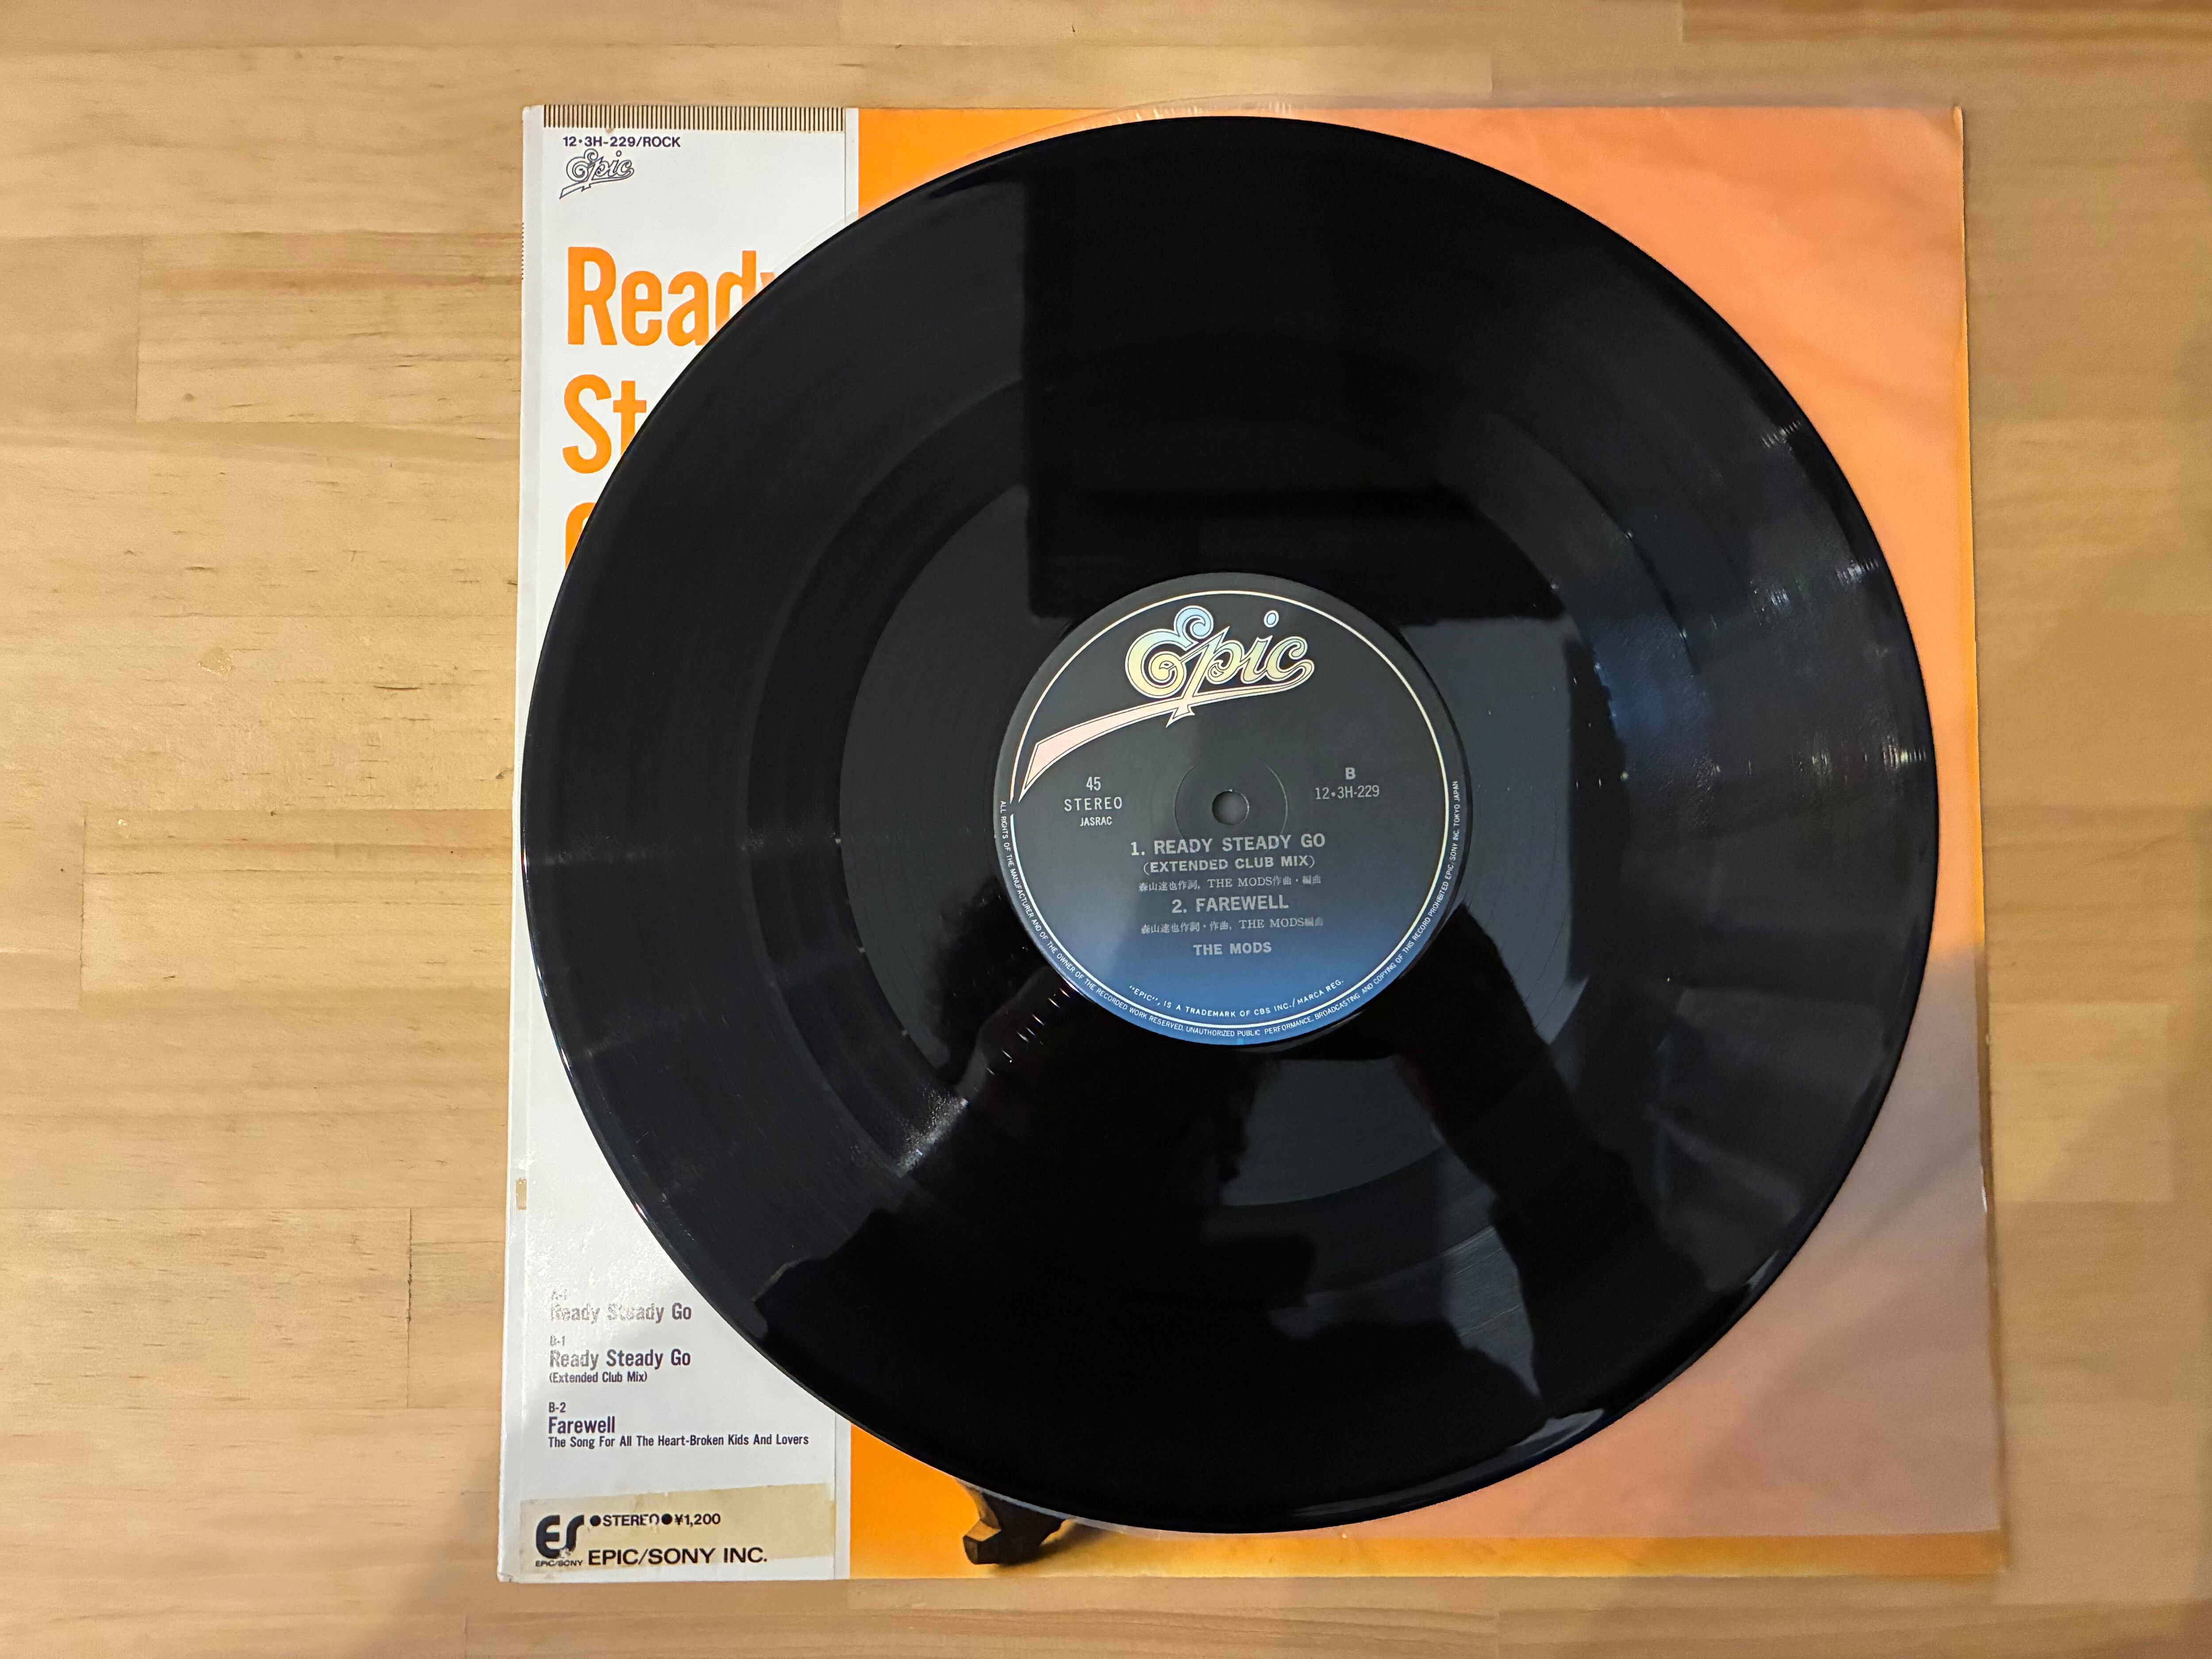 12・3H-229/ROCK
Epic
Ready
St
A-1
Ready Steady Go
B-1
Ready Steady Go
(Extended Club Mix)
B-2
Farewell
The Song For All The Heart-Broken Kids And Lovers
ES
●STEREO●¥1,200
EPIC/SONY
EPIC/SONY INC.
Epic
45
STEREO
JASRAC
B
12・3H-229
1. READY STEADY GO
(EXTENDED CLUB MIX)
森山達也作詞, THE MODS作曲・編曲
2. FAREWELL
森山達也作詞・作曲, THE MODS編曲
THE MODS
"EPIC", IS A TRADEMARK OF CBS INC./MARCA REG.
ALL RIGHTS OF THE MANUFACTURER AND OF THE OWNER OF THE RECORDED WORK RESERVED, UNAUTHORIZED PUBLIC PERFORMANCE, BROADCASTING AND COPYING OF THIS RECORD PROHIBITED EPIC/SONY INC. TOKYO JAPAN